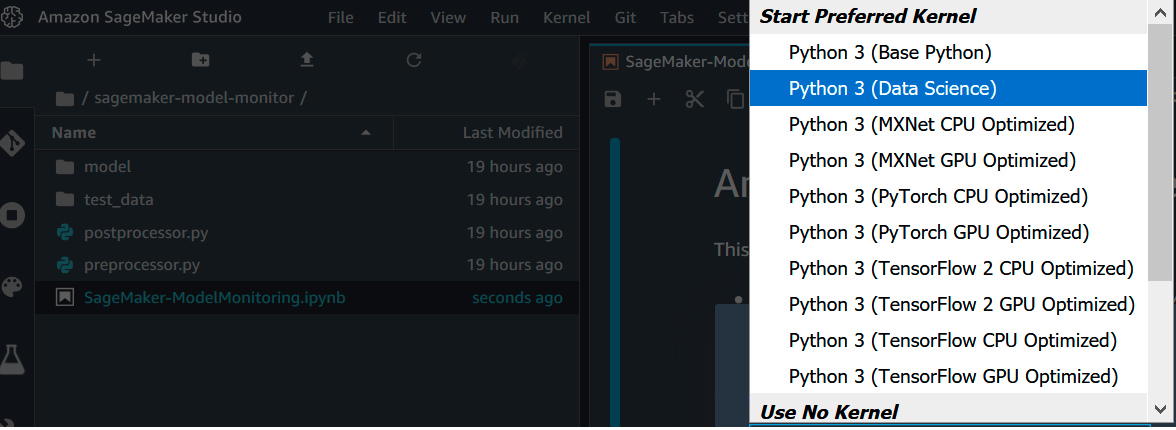 Amazon SageMaker Studio
File Edit View Run Kernel Git Tabs Sett
/ sagemaker-model-monitor /
Name Last Modified
model 19 hours ago
test_data 19 hours ago
postprocessor.py 19 hours ago
preprocessor.py 19 hours ago
SageMaker-ModelMonitoring.ipynb seconds ago
SageMaker-Mode
An
This
Start Preferred Kernel
Python 3 (Base Python)
Python 3 (Data Science)
Python 3 (MXNet CPU Optimized)
Python 3 (MXNet GPU Optimized)
Python 3 (PyTorch CPU Optimized)
Python 3 (PyTorch GPU Optimized)
Python 3 (TensorFlow 2 CPU Optimized)
Python 3 (TensorFlow 2 GPU Optimized)
Python 3 (TensorFlow CPU Optimized)
Python 3 (TensorFlow GPU Optimized)
Use No Kernel